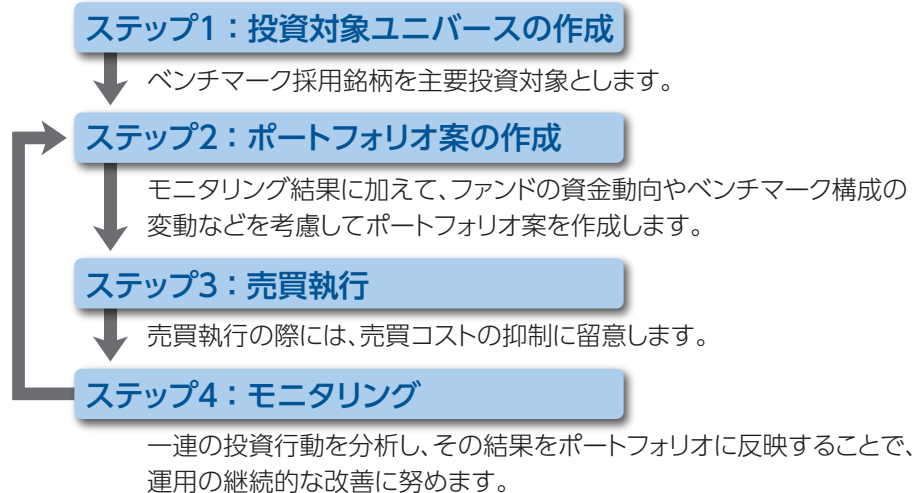 ステップ1：投資対象ユニバースの作成
ベンチマーク採用銘柄を主要投資対象とします。
ステップ2：ポートフォリオ案の作成
モニタリング結果に加えて、ファンドの資金動向やベンチマーク構成の
変動などを考慮してポートフォリオ案を作成します。
ステップ3：売買執行
売買執行の際には、売買コストの抑制に留意します。
ステップ4：モニタリング
一連の投資行動を分析し、その結果をポートフォリオに反映することで、
運用の継続的な改善に努めます。